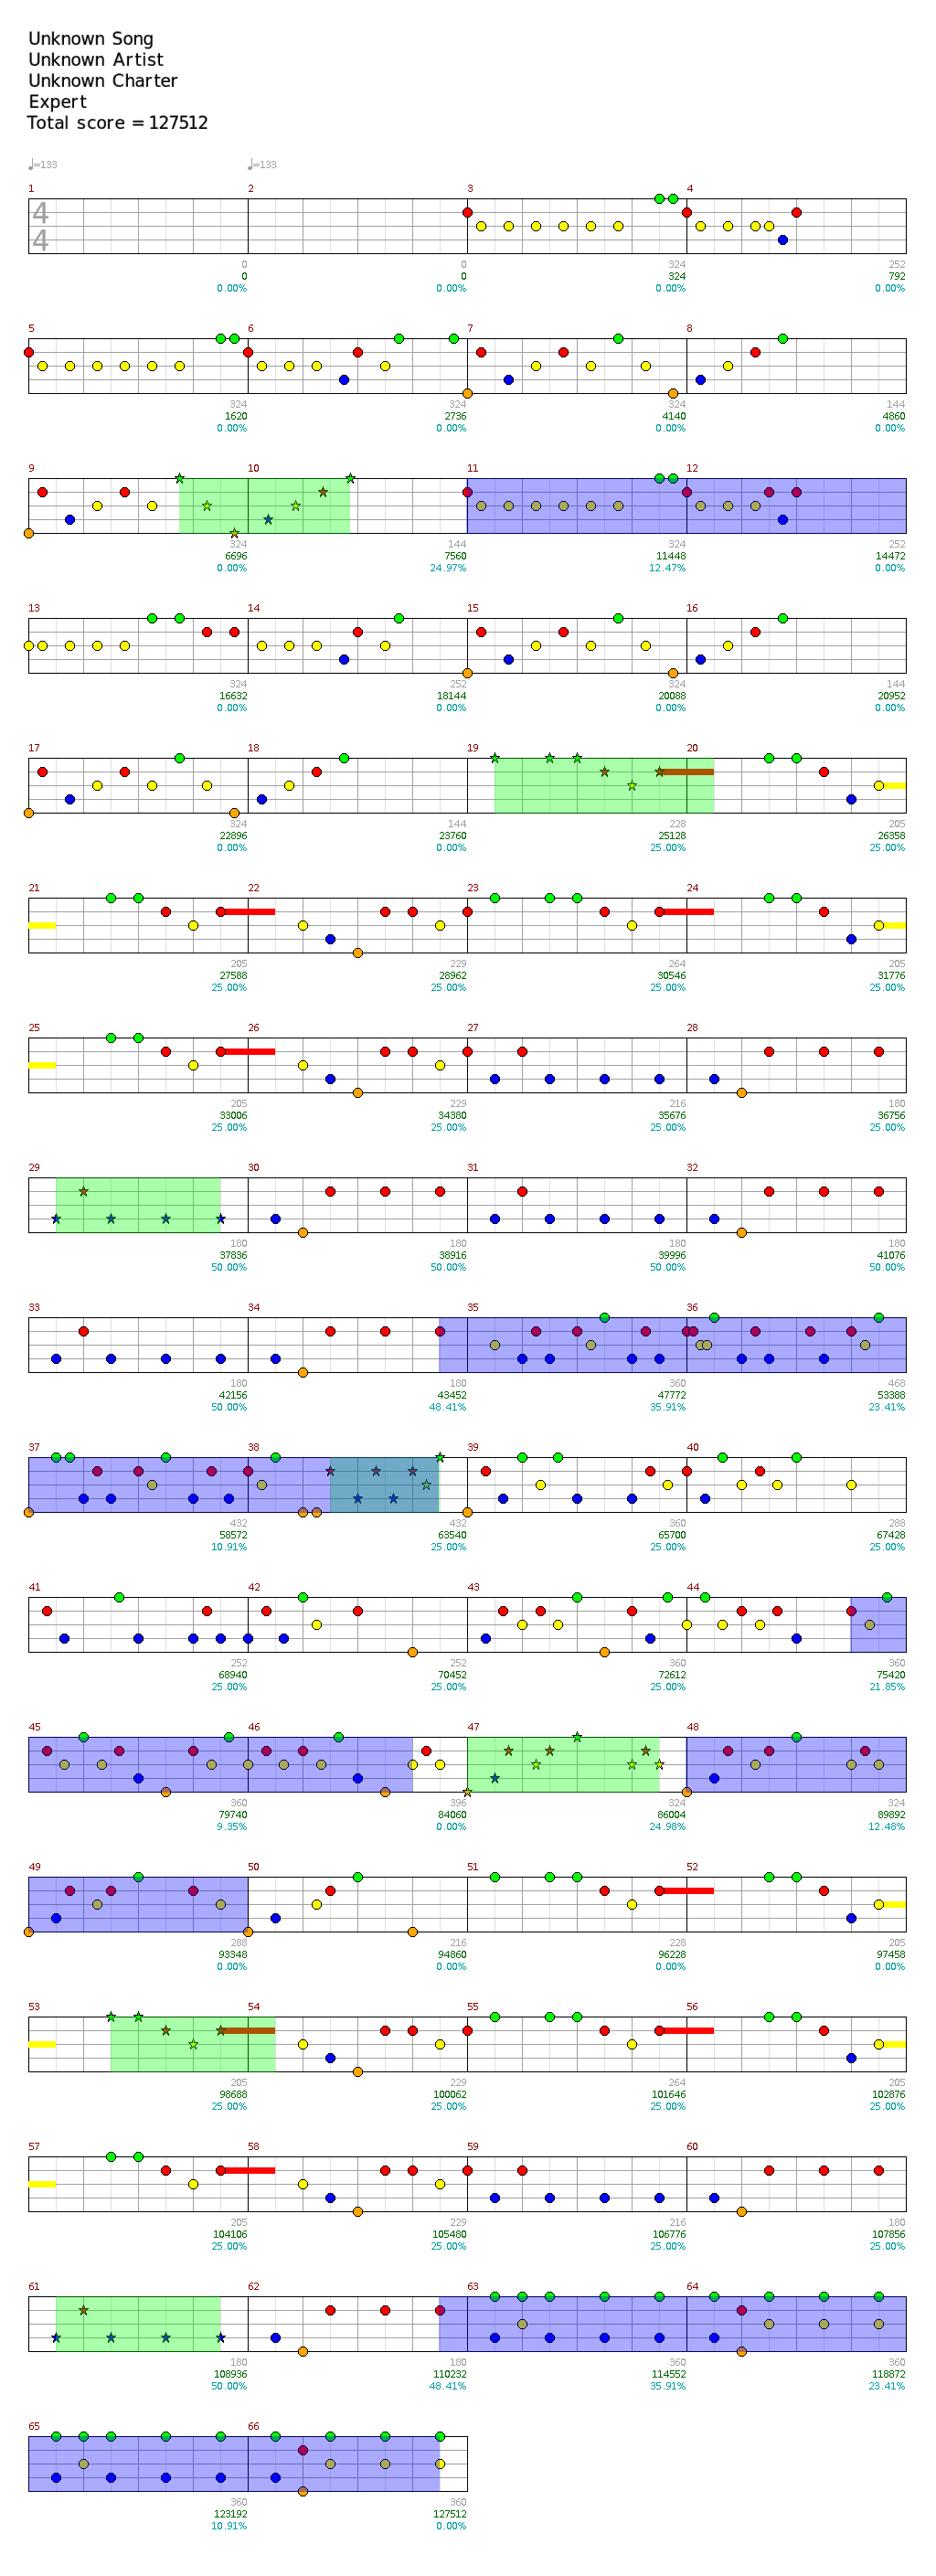 Unknown Song
Unknown Artist
Unknown Charter
Expert
Total score = 127512
♩=133 ♩=133
1 2 3 4
4
4
0 0 324 252
0 0 324 792
0.00% 0.00% 0.00% 0.00%
5 6 7 8
324 324 324 144
1620 2736 4140 4860
0.00% 0.00% 0.00% 0.00%
9 10 11 12
324 144 324 252
6696 7560 11448 14472
0.00% 24.97% 12.47% 0.00%
13 14 15 16
324 252 324 144
16632 18144 20088 20952
0.00% 0.00% 0.00% 0.00%
17 18 19 20
324 144 228 205
22896 23760 25128 26358
0.00% 0.00% 25.00% 25.00%
21 22 23 24
205 229 264 205
27588 28962 30546 31776
25.00% 25.00% 25.00% 25.00%
25 26 27 28
205 229 216 180
33006 34380 35676 36756
25.00% 25.00% 25.00% 25.00%
29 30 31 32
180 180 180 180
37836 38916 39996 41076
50.00% 50.00% 50.00% 50.00%
33 34 35 36
180 180 360 468
42156 43452 47772 53388
50.00% 48.41% 35.91% 23.41%
37 38 39 40
432 432 360 288
58572 63540 65700 67428
10.91% 25.00% 25.00% 25.00%
41 42 43 44
252 252 360 360
68940 70452 72612 75420
25.00% 25.00% 25.00% 21.85%
45 46 47 48
360 396 324 324
79740 84060 86004 89892
9.35% 0.00% 24.98% 12.48%
49 50 51 52
288 216 228 205
93348 94860 96228 97458
0.00% 0.00% 0.00% 0.00%
53 54 55 56
205 229 264 205
98688 100062 101646 102876
25.00% 25.00% 25.00% 25.00%
57 58 59 60
205 229 216 180
104106 105480 106776 107856
25.00% 25.00% 25.00% 25.00%
61 62 63 64
180 180 360 360
108936 110232 114552 118872
50.00% 48.41% 35.91% 23.41%
65 66
360 360
123192 127512
10.91% 0.00%